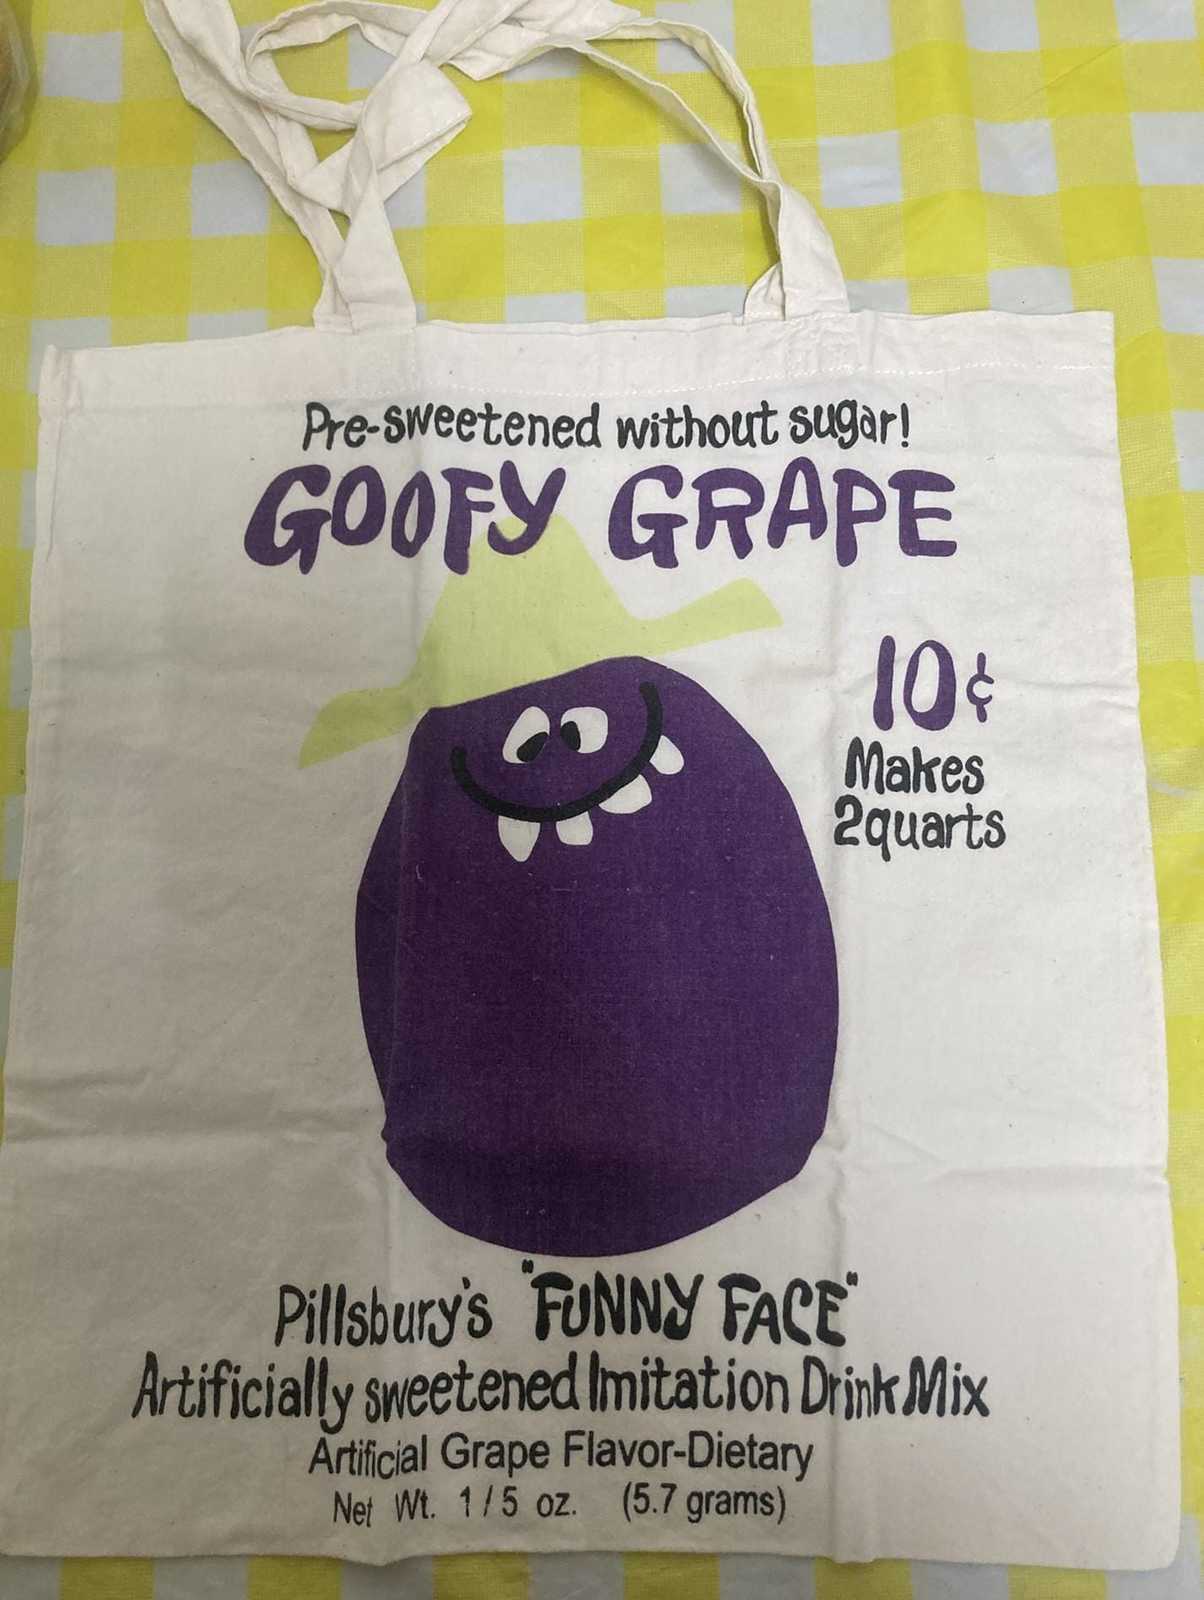 Pre-sweetened without sugar!
GOOFY GRAPE
10¢
Makes
2quarts
Pillsbury's "FUNNY FACE"
Artificially sweetened Imitation Drink Mix
Artificial Grape Flavor-Dietary
Net Wt. 1/5 oz. (5.7 grams)